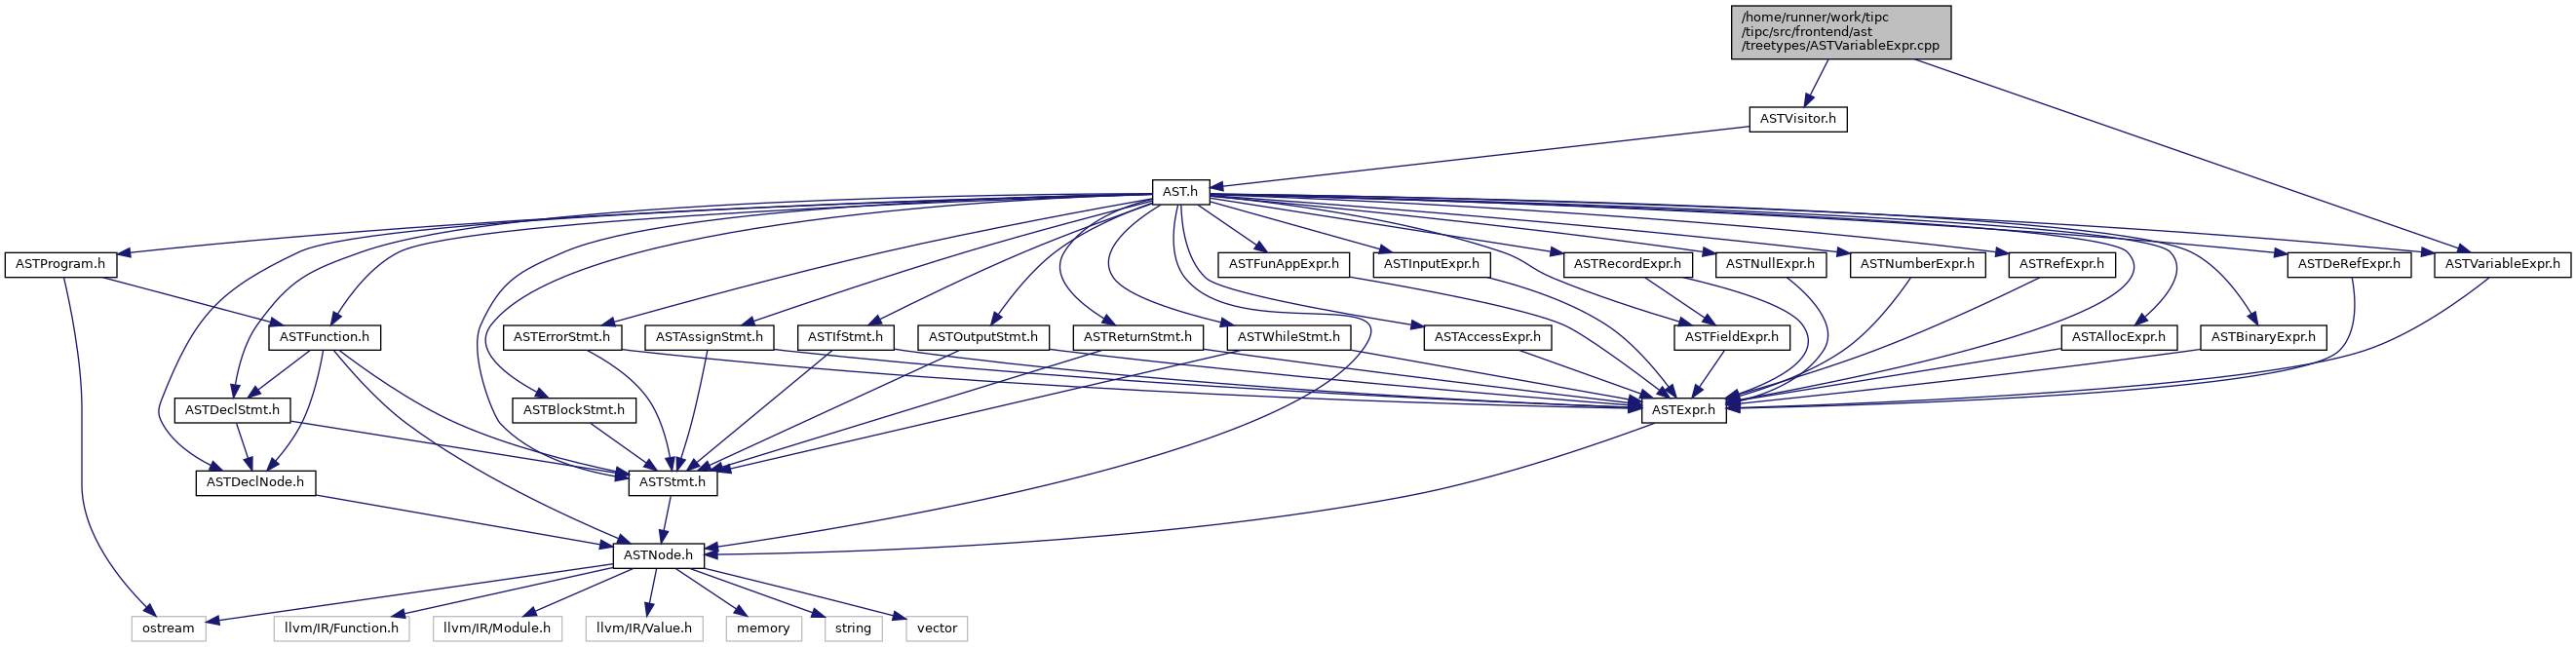 /home/runner/work/tipc
/tipc/src/frontend/ast
/treetypes/ASTVariableExpr.cpp
ASTVisitor.h
AST.h
ASTProgram.h
ASTFunAppExpr.h
ASTInputExpr.h
ASTRecordExpr.h
ASTNullExpr.h
ASTNumberExpr.h
ASTRefExpr.h
ASTDeRefExpr.h
ASTVariableExpr.h
ASTFunction.h
ASTErrorStmt.h
ASTAssignStmt.h
ASTIfStmt.h
ASTOutputStmt.h
ASTReturnStmt.h
ASTWhileStmt.h
ASTAccessExpr.h
ASTFieldExpr.h
ASTAllocExpr.h
ASTBinaryExpr.h
ASTDeclStmt.h
ASTBlockStmt.h
ASTExpr.h
ASTDeclNode.h
ASTStmt.h
ASTNode.h
ostream
llvm/IR/Function.h
llvm/IR/Module.h
llvm/IR/Value.h
memory
string
vector